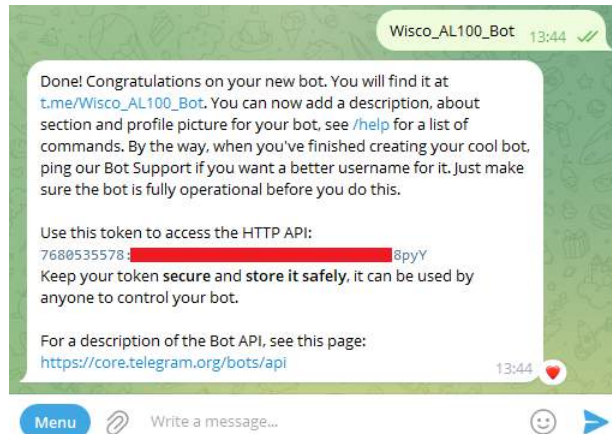 Wisco_AL100_Bot 13:44
Done! Congratulations on your new bot. You will find it at
t.me/Wisco_AL100_Bot. You can now add a description, about
section and profile picture for your bot, see /help for a list of
commands. By the way, when you've finished creating your cool bot,
ping our Bot Support if you want a better username for it. Just make
sure the bot is fully operational before you do this.
Use this token to access the HTTP API:
7680535578: 8pyY
Keep your token secure and store it safely, it can be used by
anyone to control your bot.
For a description of the Bot API, see this page:
https://core.telegram.org/bots/api 13:44
Menu Write a message...